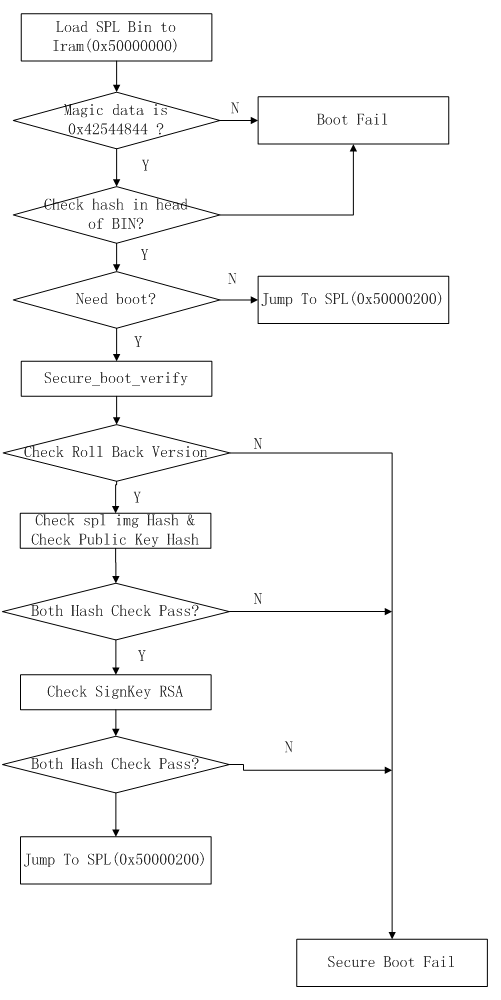 Load SPL Bin to
Iram(0x50000000)
Magic data is
0x42544844 ?
N
Boot Fail
Y
Check hash in head
of BIN?
Y
Need boot?
N
Jump To SPL(0x50000200)
Y
Secure_boot_verify
Check Roll Back Version
N
Y
Check spl img Hash &
Check Public Key Hash
Both Hash Check Pass?
N
Y
Check SignKey RSA
Both Hash Check Pass?
N
Jump To SPL(0x50000200)
Secure Boot Fail